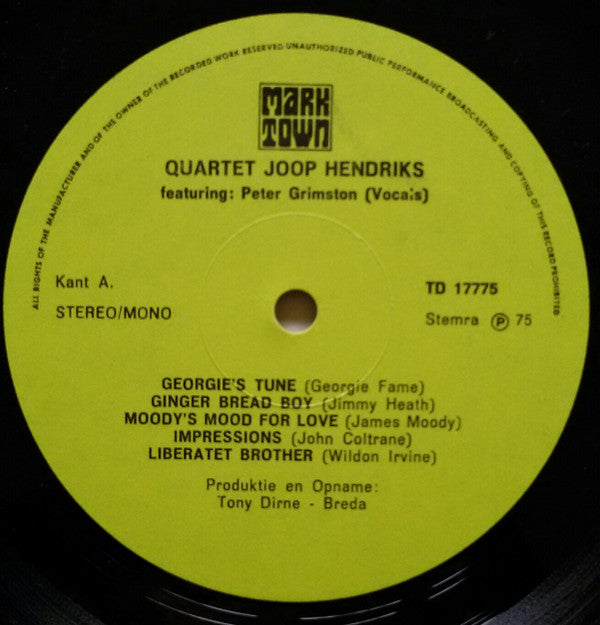 ALL RIGHTS OF THE MANUFACTURER AND OF THE OWNER OF THE RECORDED WORK RESERVED UNAUTHORIZED PUBLIC PERFORMANCE BROADCASTING AND COPYING OF THIS RECORD PROHIBITED
MARK
TOWN
QUARTET JOOP HENDRIKS
featuring: Peter Grimston (Vocals)
Kant A.
TD 17775
STEREO/MONO
Stemra Ⓟ 75
GEORGIE'S TUNE (Georgie Fame)
GINGER BREAD BOY (Jimmy Heath)
MOODY'S MOOD FOR LOVE (James Moody)
IMPRESSIONS (John Coltrane)
LIBERATET BROTHER (Wildon Irvine)
Produktie en Opname:
Tony Dirne - Breda